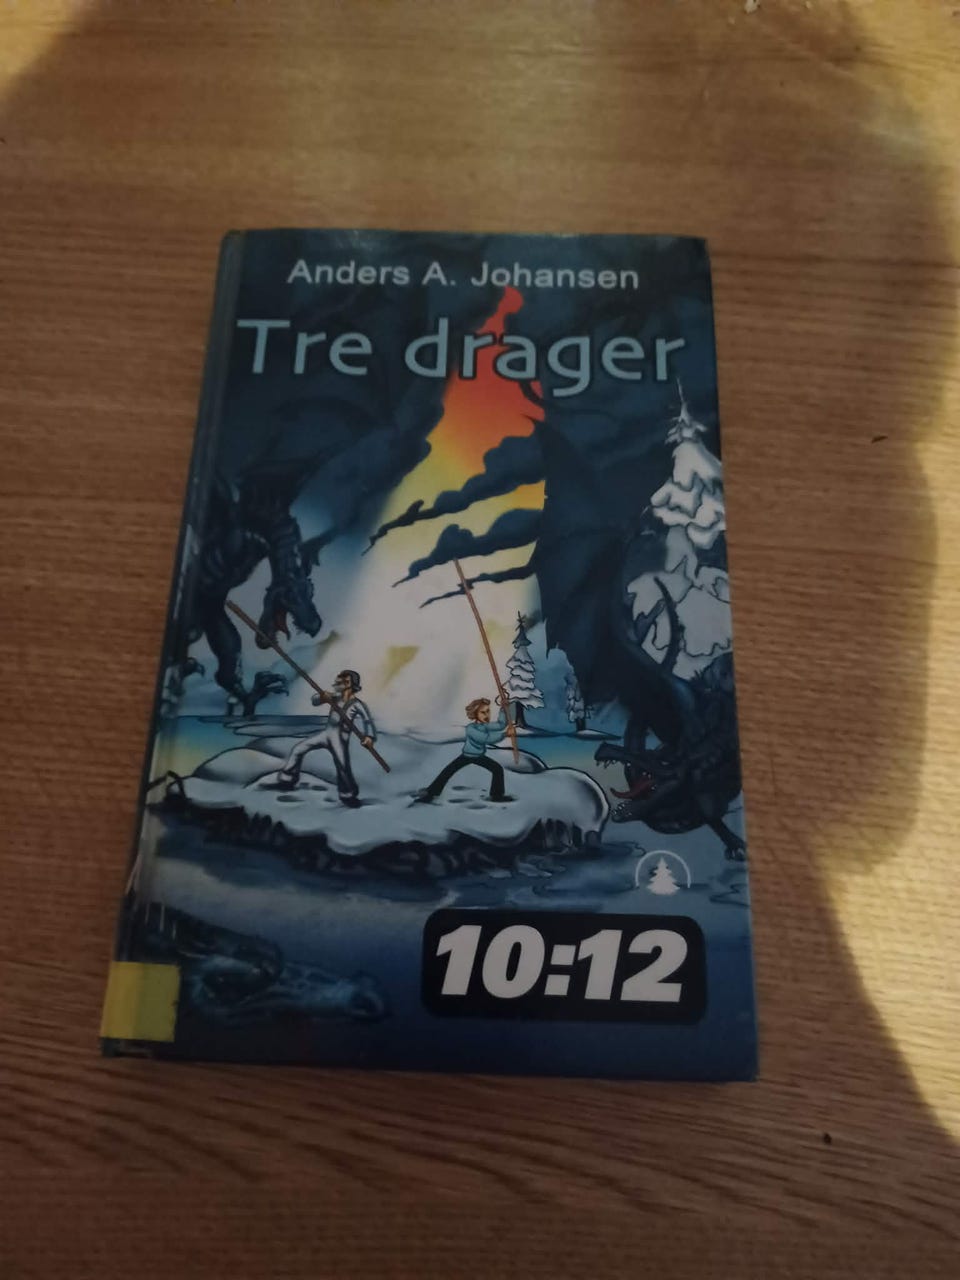 Anders A. Johansen
Tre drager
10:12